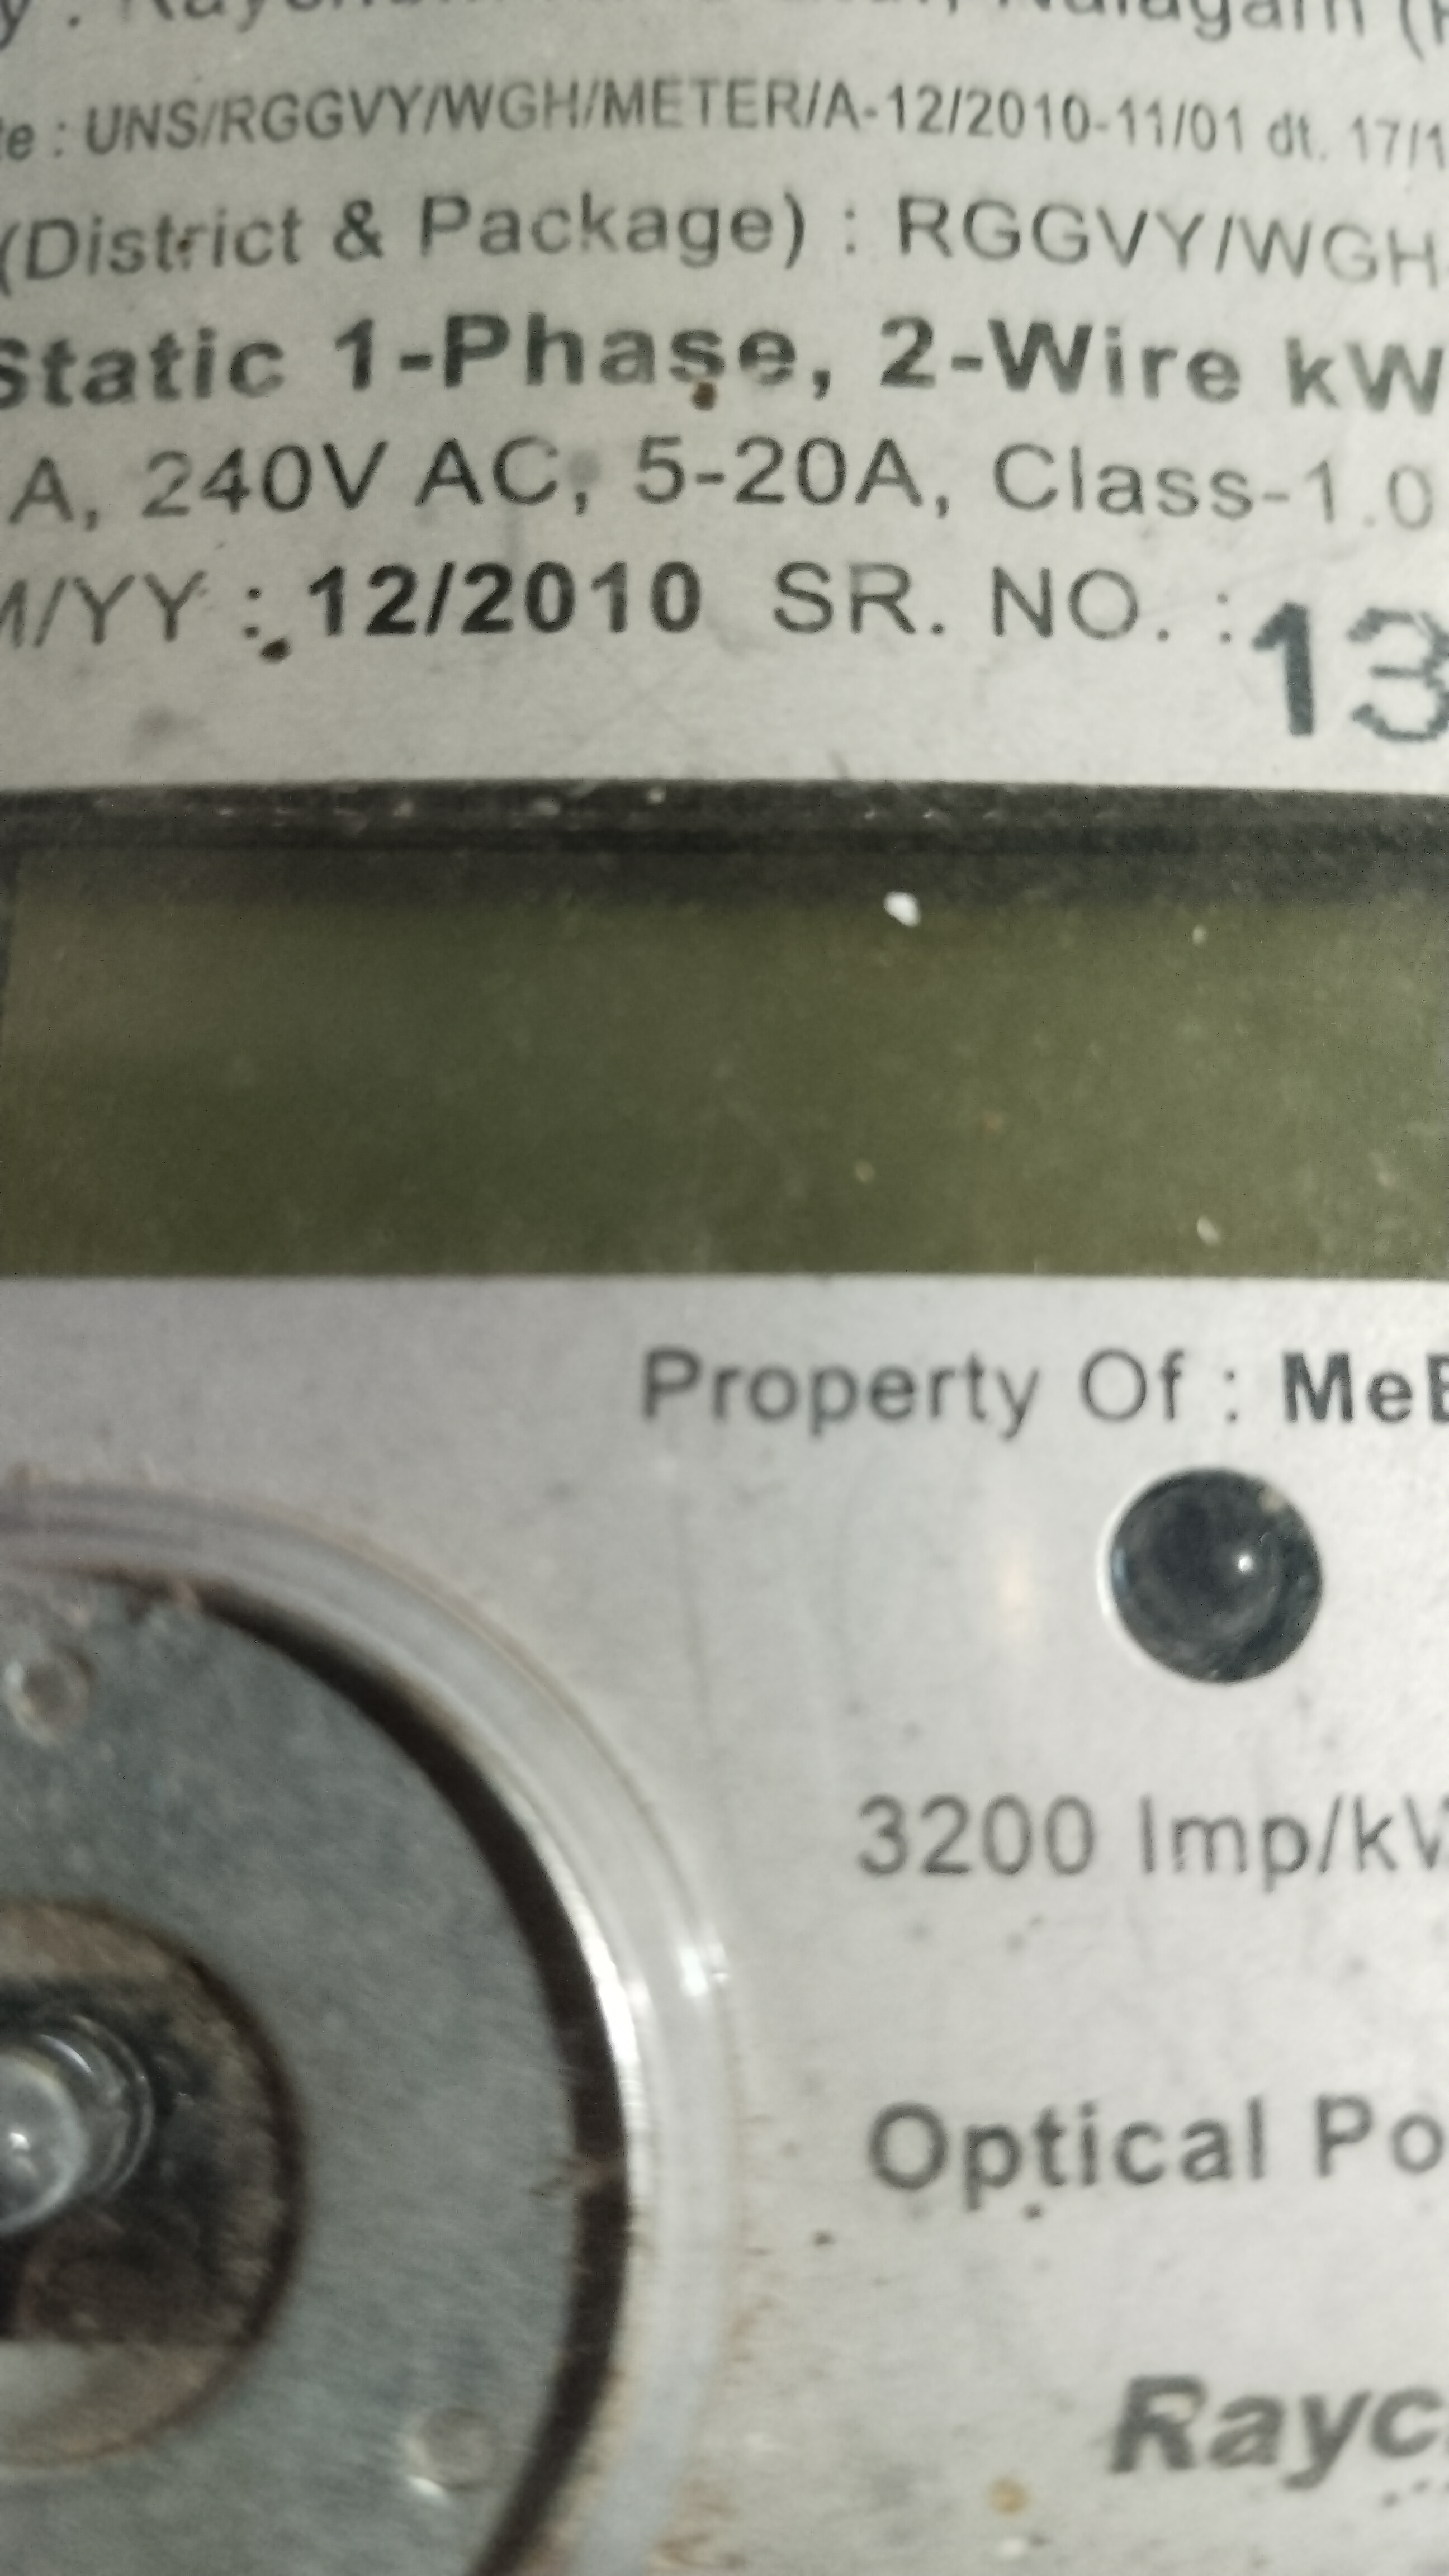 UNS/RGGVY/WGH/METER/A-12/2010-11/01 dt. 17/1
(District & Package) : RGGVY/WGH
Static 1-Phase, 2-Wire kW
A, 240V AC, 5-20A, Class-1.0
M/YY : 12/2010 SR. NO. : 13
Property Of : MeE
3200 Imp/kW
Optical Po
Rayc